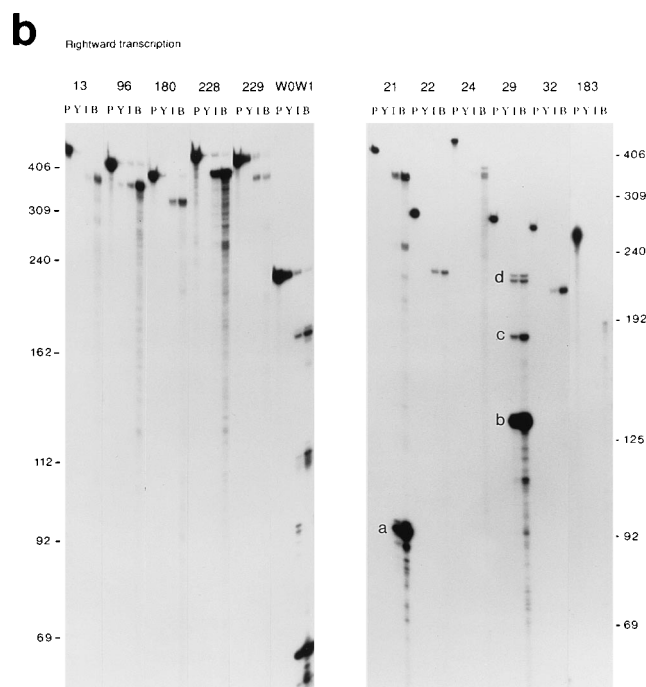 b
Rightward transcription
13 96 180 228 229 W0W1 21 22 24 29 32 183
P Y I B P Y I B P Y I B P Y I B P Y I B P Y I B P Y I B P Y I B P Y I B P Y I B P Y I B P Y I B
406 - - 406
309 - - 309
240 - - 240
d
- 192
c
162 -
b
- 125
112 -
a
92 - - 92
69 - - 69